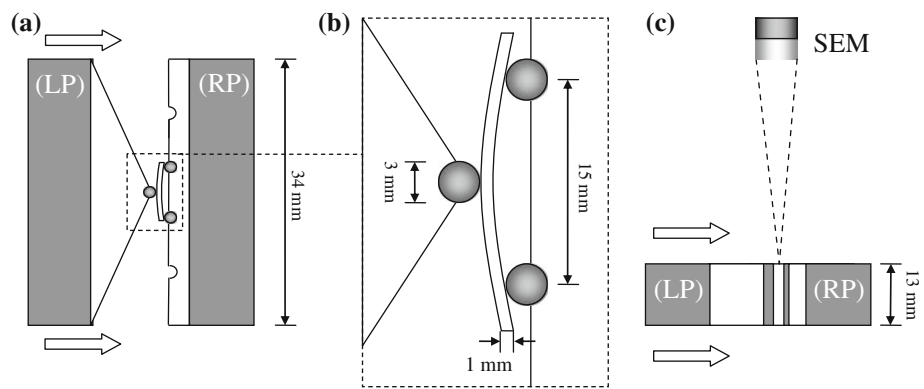 (a)
(LP)
(RP)
34 mm
(b)
3 mm
15 mm
1 mm
(c)
SEM
(LP)
(RP)
13 mm